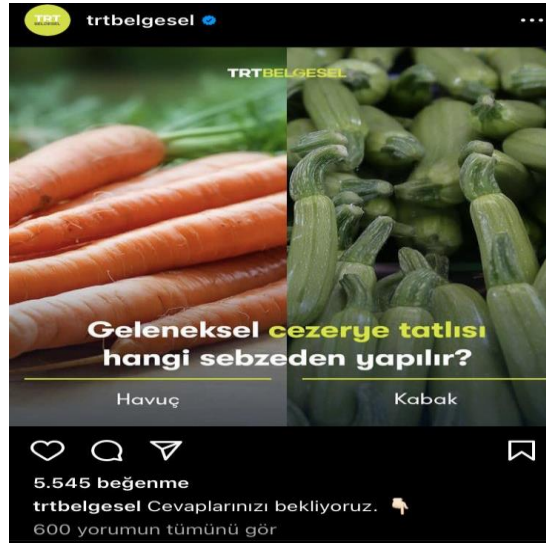 TRT
BELGESEL
trtbelgesel
TRTBELGESEL
Geleneksel cezerye tatlısı
hangi sebzeden yapılır?
Havuç
Kabak
5.545 beğenme
trtbelgesel Cevaplarınızı bekliyoruz. 👇🏻
600 yorumun tümünü gör